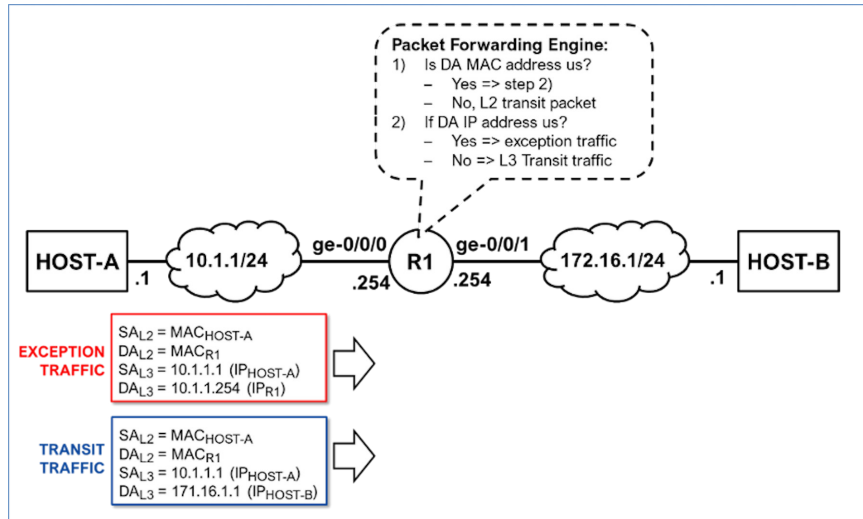 Packet Forwarding Engine:
1) Is DA MAC address us?
– Yes => step 2)
– No, L2 transit packet
2) If DA IP address us?
– Yes => exception traffic
– No => L3 Transit traffic
HOST-A
.1
10.1.1/24
ge-0/0/0
.254
R1
ge-0/0/1
.254
172.16.1/24
.1
HOST-B
EXCEPTION
TRAFFIC
SAL2 = MACHOST-A
DAL2 = MACR1
SAL3 = 10.1.1.1 (IPHOST-A)
DAL3 = 10.1.1.254 (IPR1)
TRANSIT
TRAFFIC
SAL2 = MACHOST-A
DAL2 = MACR1
SAL3 = 10.1.1.1 (IPHOST-A)
DAL3 = 171.16.1.1 (IPHOST-B)